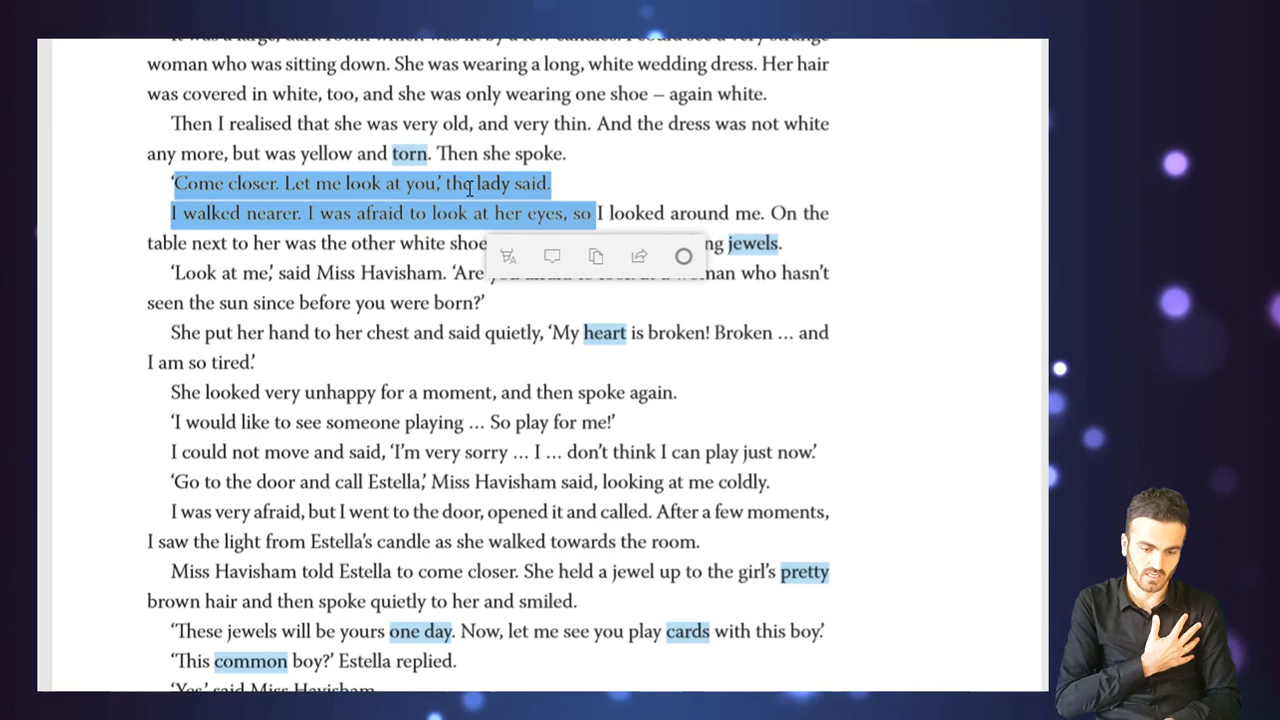 woman who was sitting down. She was wearing a long, white wedding dress. Her hair
was covered in white, too, and she was only wearing one shoe – again white.
Then I realised that she was very old, and very thin. And the dress was not white
any more, but was yellow and torn. Then she spoke.
‘Come closer. Let me look at you,’ the lady said.
I walked nearer. I was afraid to look at her eyes, so I looked around me. On the
table next to her was the other white shoe jewels.
‘Look at me,’ said Miss Havisham. ‘Are who hasn’t
seen the sun since before you were born?’
She put her hand to her chest and said quietly, ‘My heart is broken! Broken … and
I am so tired.’
She looked very unhappy for a moment, and then spoke again.
‘I would like to see someone playing … So play for me!’
I could not move and said, ‘I’m very sorry … I … don’t think I can play just now.’
‘Go to the door and call Estella,’ Miss Havisham said, looking at me coldly.
I was very afraid, but I went to the door, opened it and called. After a few moments,
I saw the light from Estella’s candle as she walked towards the room.
Miss Havisham told Estella to come closer. She held a jewel up to the girl’s pretty
brown hair and then spoke quietly to her and smiled.
‘These jewels will be yours one day. Now, let me see you play cards with this boy.’
‘This common boy?’ Estella replied.
‘Yes,’ said Miss Havisham.